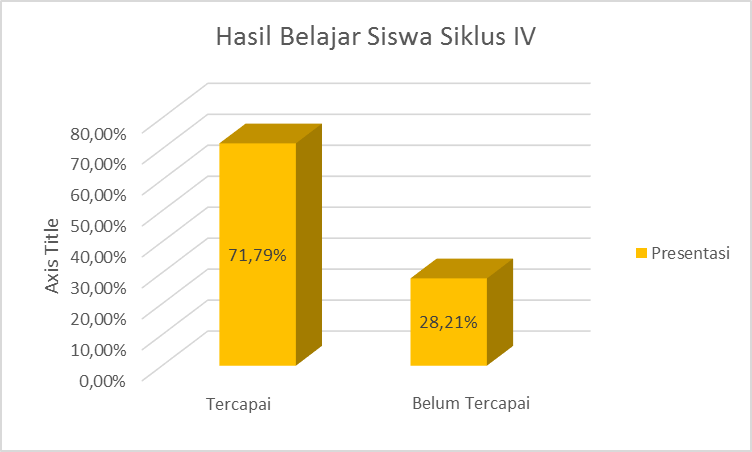 Hasil Belajar Siswa Siklus IV
80,00%
70,00%
60,00%
50,00%
40,00%
30,00%
20,00%
10,00%
0,00%
Axis Title
71,79%
28,21%
Tercapai
Belum Tercapai
Presentasi